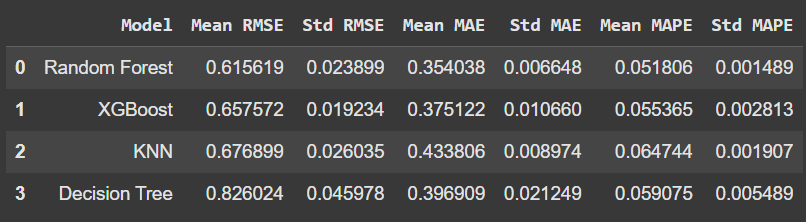 Model Mean RMSE Std RMSE Mean MAE Std MAE Mean MAPE Std MAPE
0 Random Forest 0.615619 0.023899 0.354038 0.006648 0.051806 0.001489
1 XGBoost 0.657572 0.019234 0.375122 0.010660 0.055365 0.002813
2 KNN 0.676899 0.026035 0.433806 0.008974 0.064744 0.001907
3 Decision Tree 0.826024 0.045978 0.396909 0.021249 0.059075 0.005489